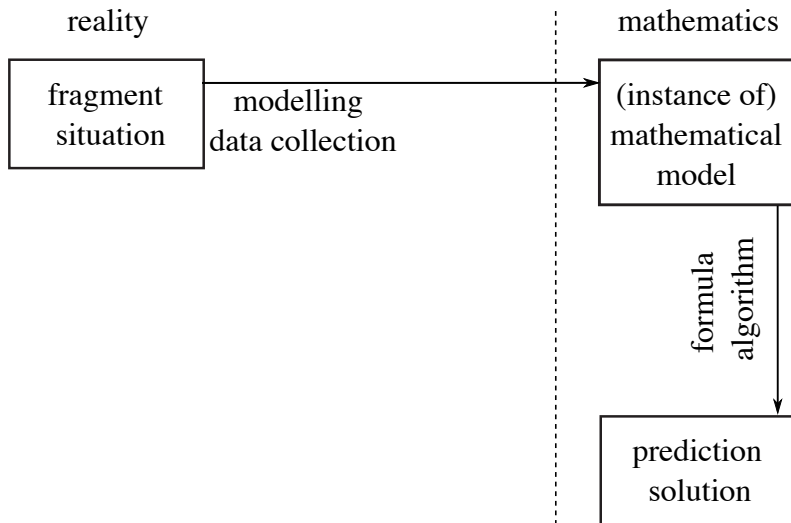 reality
mathematics
fragment
situation
modelling
data collection
(instance of)
mathematical
model
formula
algorithm
prediction
solution